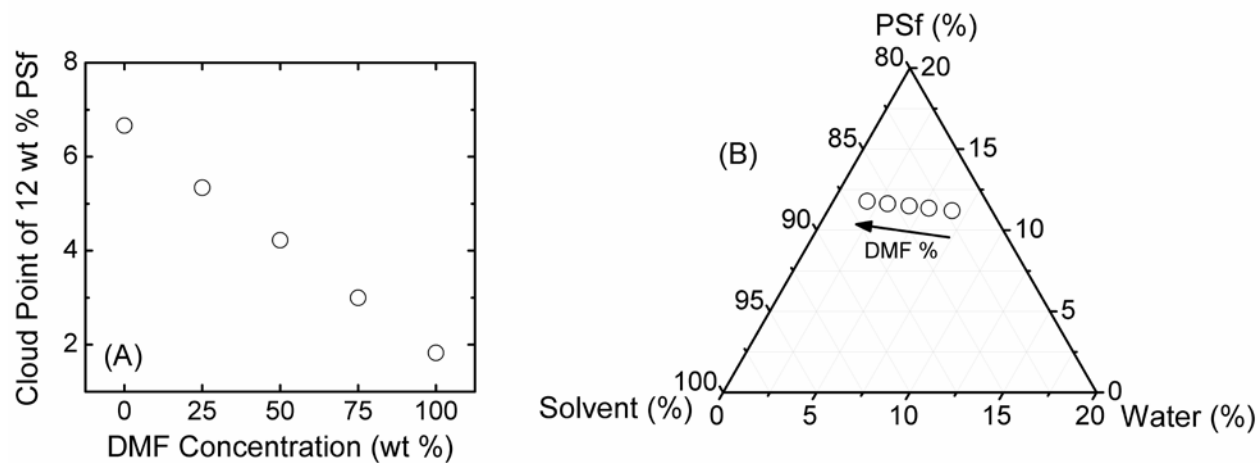 Cloud Point of 12 wt % PSf
8
6
4
2
(A)
0 25 50 75 100
DMF Concentration (wt %)
PSf (%)
80 20
(B)
85 15
90 10
DMF %
95 5
100 0
Solvent (%) 0 5 10 15 20 Water (%)